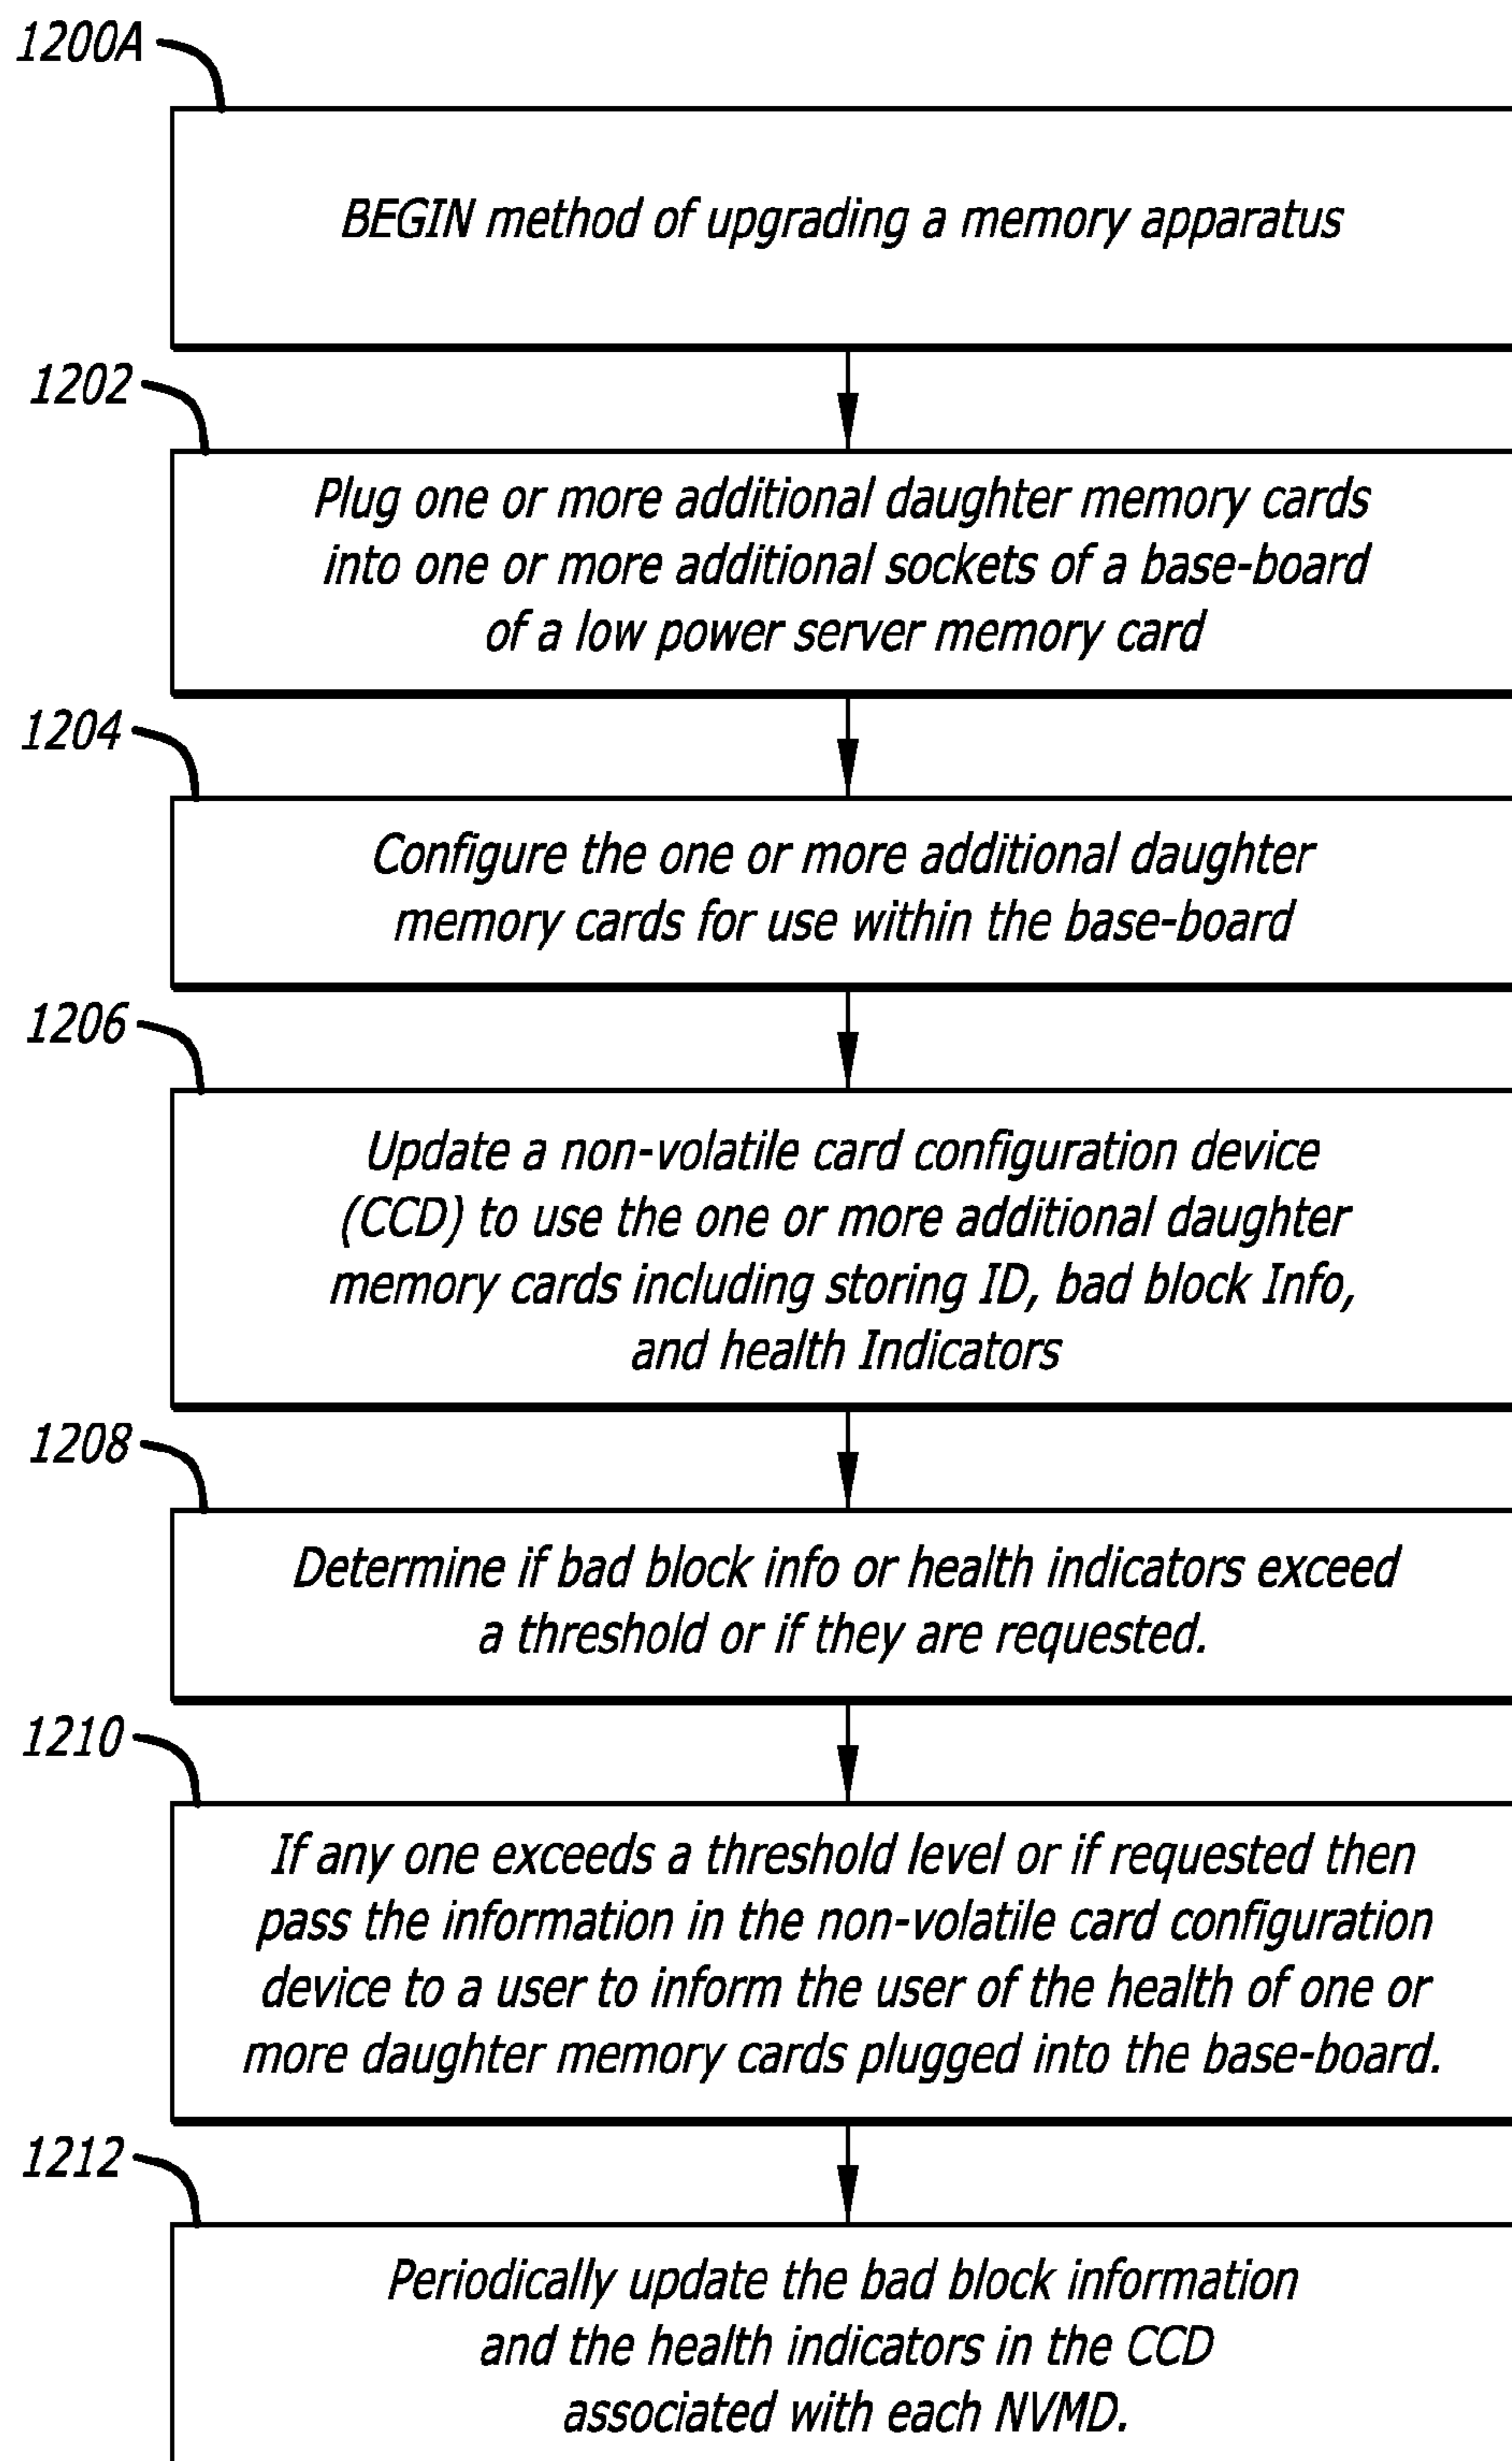 1200A
BEGIN method of upgrading a memory apparatus
1202
Plug one or more additional daughter memory cards
into one or more additional sockets of a base-board
of a low power server memory card
1204
Configure the one or more additional daughter
memory cards for use within the base-board
1206
Update a non-volatile card configuration device
(CCD) to use the one or more additional daughter
memory cards including storing ID, bad block Info,
and health Indicators
1208
Determine if bad block info or health indicators exceed
a threshold or if they are requested.
1210
If any one exceeds a threshold level or if requested then
pass the information in the non-volatile card configuration
device to a user to inform the user of the health of one or
more daughter memory cards plugged into the base-board.
1212
Periodically update the bad block information
and the health indicators in the CCD
associated with each NVMD.